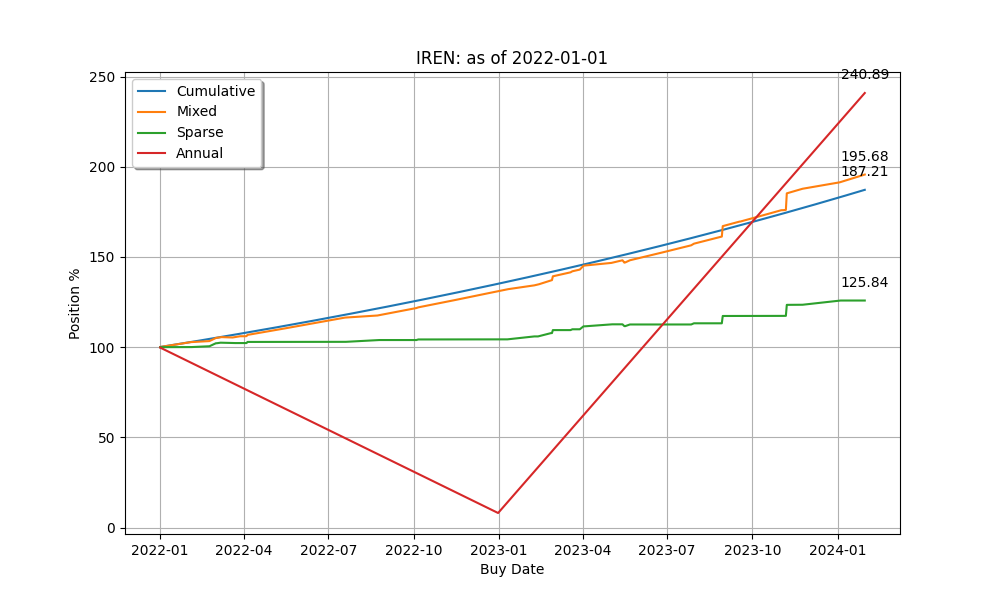 IREN: as of 2022-01-01
Cumulative
Mixed
Sparse
Annual
240.89
195.68
187.21
125.84
250
200
150
100
50
0
Position %
2022-01 2022-04 2022-07 2022-10 2023-01 2023-04 2023-07 2023-10 2024-01
Buy Date